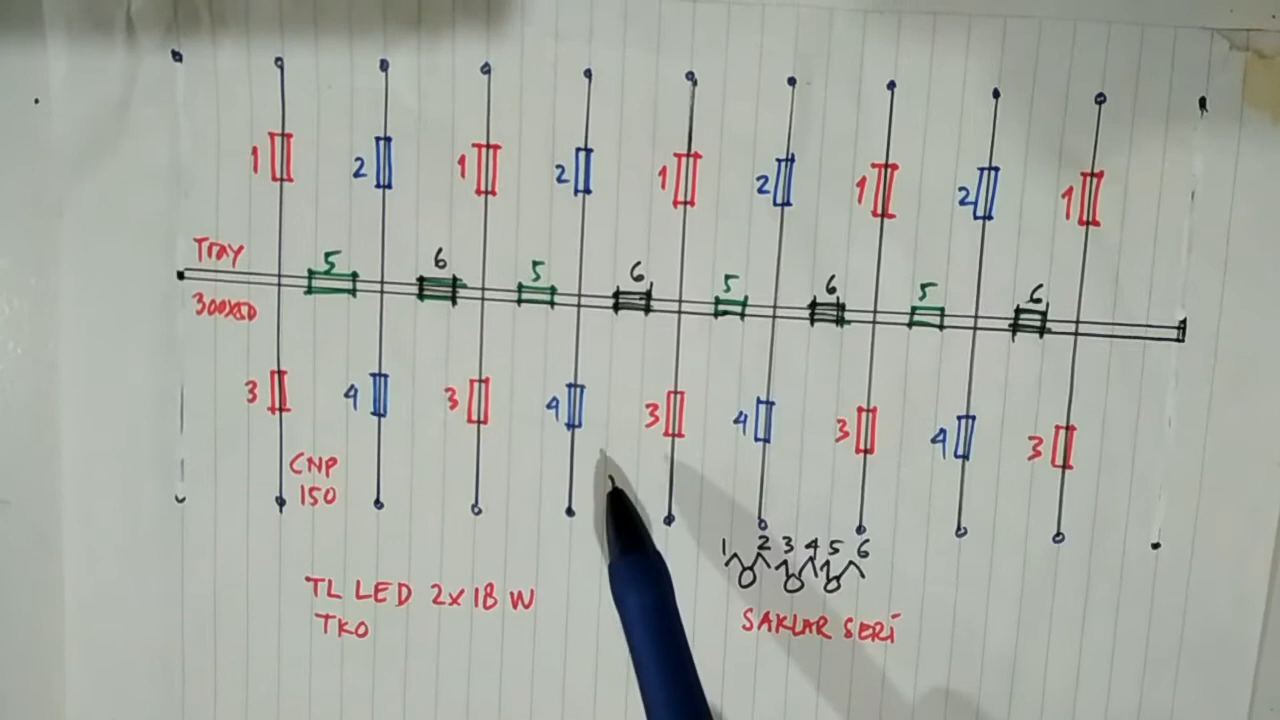 1 2 1 2 1 2 1 2 1
Tray
5 6 5 6 5 6 5 6
300x50
3 4 3 4 3 4 3 4 3
CNP
150
1 2 3 4 5 6
TL LED 2x18 W
TKO
SAKLAR SERI